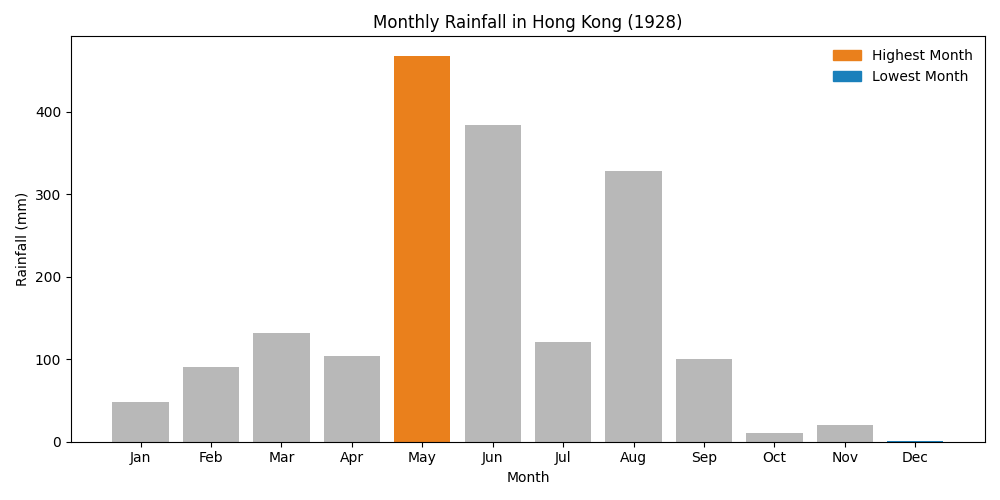 Monthly Rainfall in Hong Kong (1928)
Highest Month
Lowest Month
Rainfall (mm)
400
300
200
100
0
Jan Feb Mar Apr May Jun Jul Aug Sep Oct Nov Dec
Month